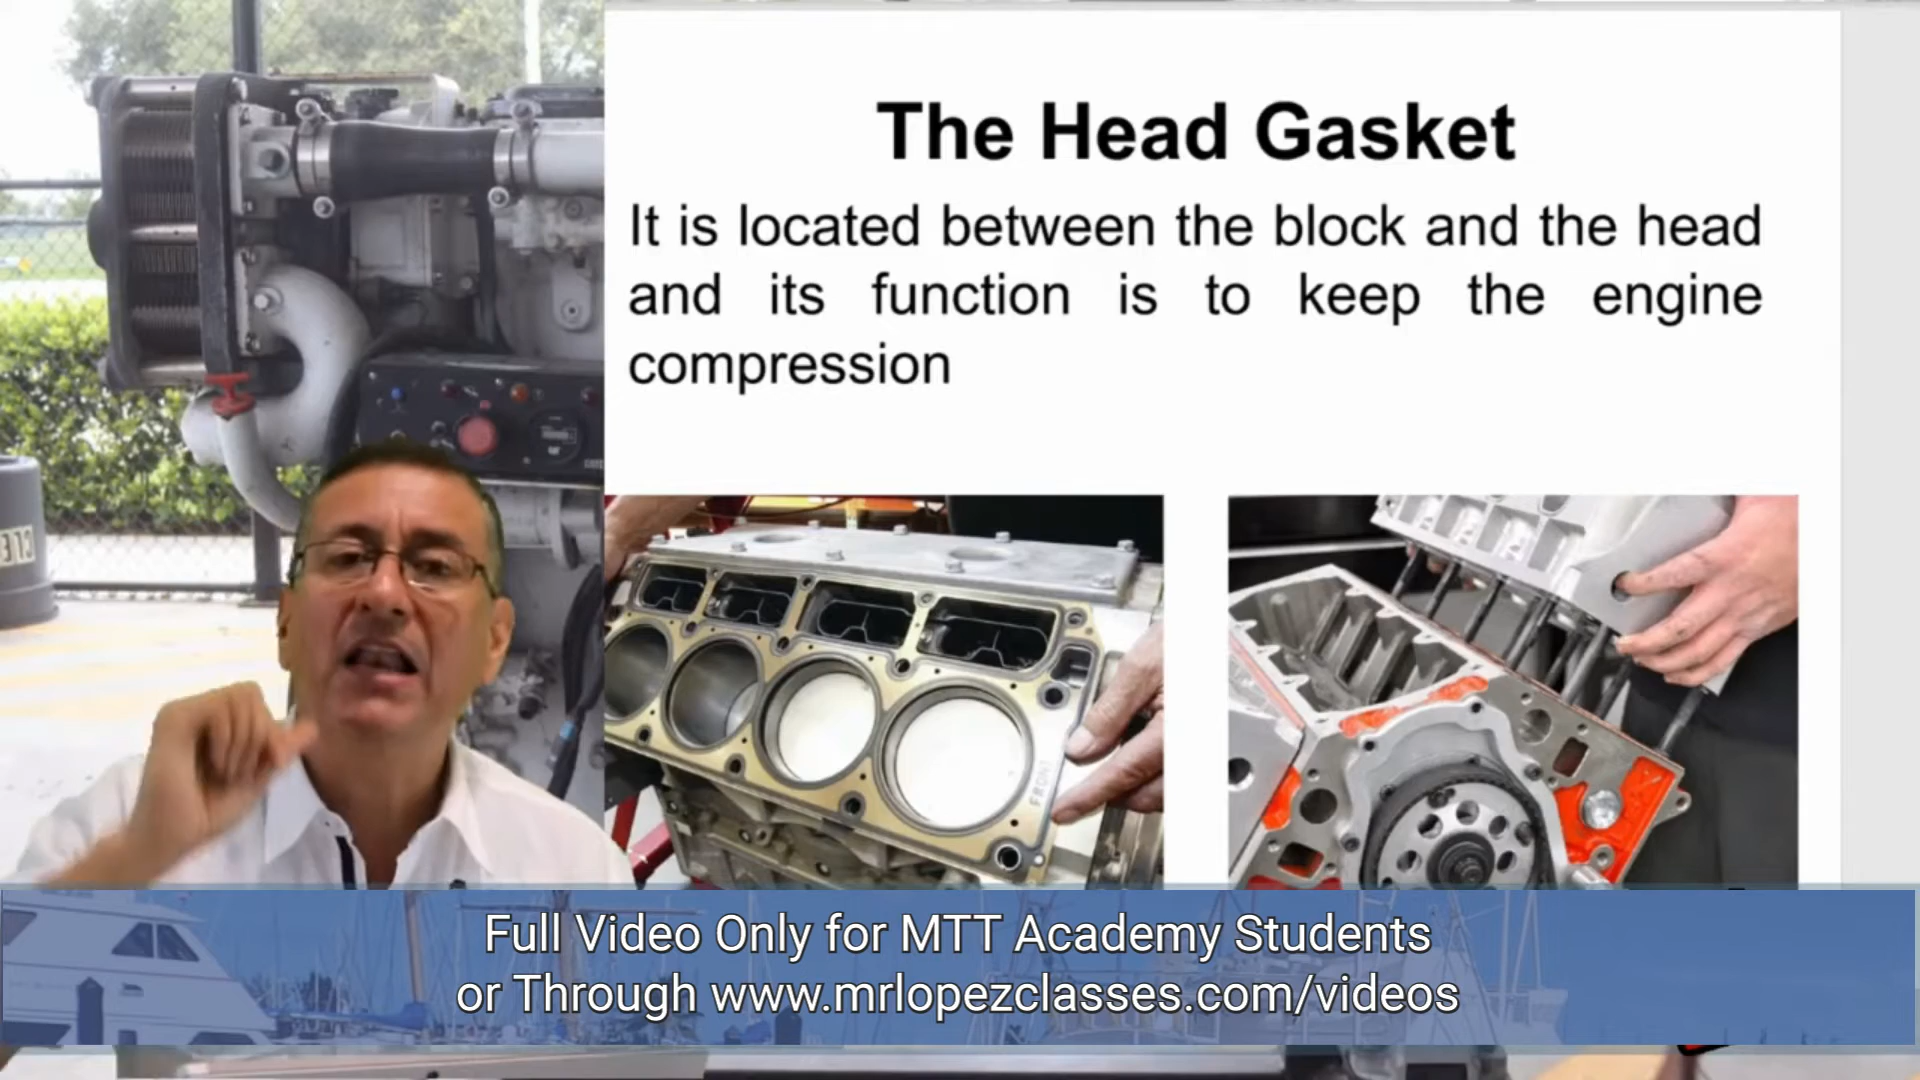 The Head Gasket
It is located between the block and the head
and its function is to keep the engine
compression
FRONT
Full Video Only for MTT Academy Students
or Through www.mrlopezclasses.com/videos